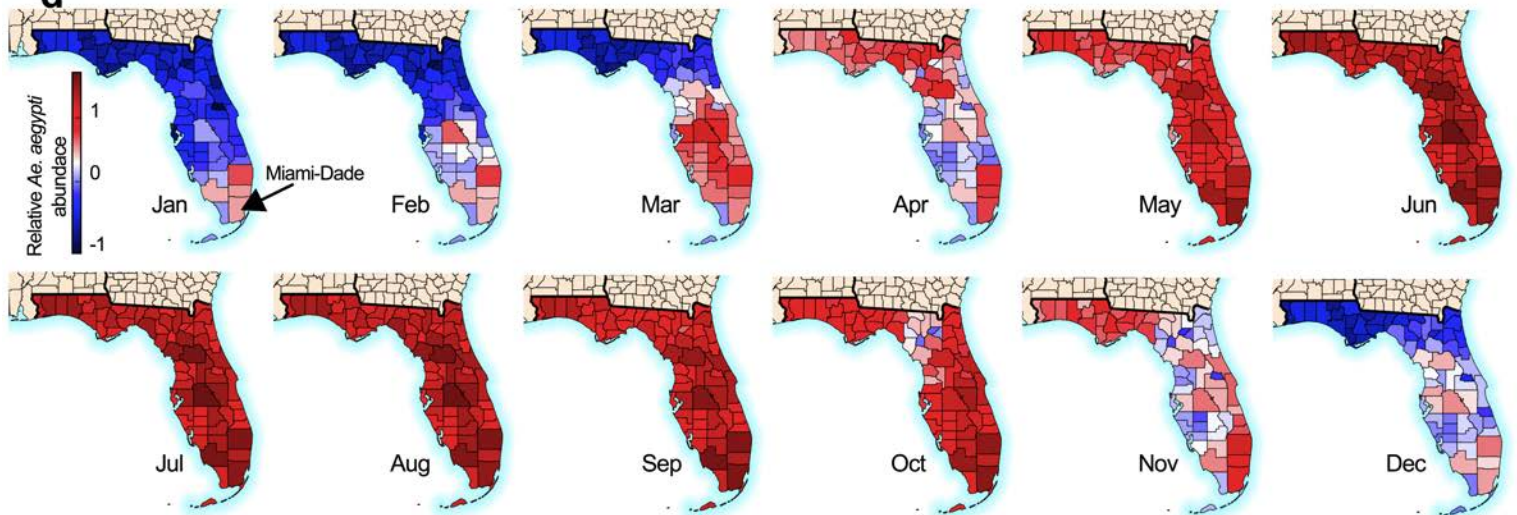 Relative Ae. aegypti
abundace
1
0
-1
Miami-Dade
Jan
Feb
Mar
Apr
May
Jun
Jul
Aug
Sep
Oct
Nov
Dec